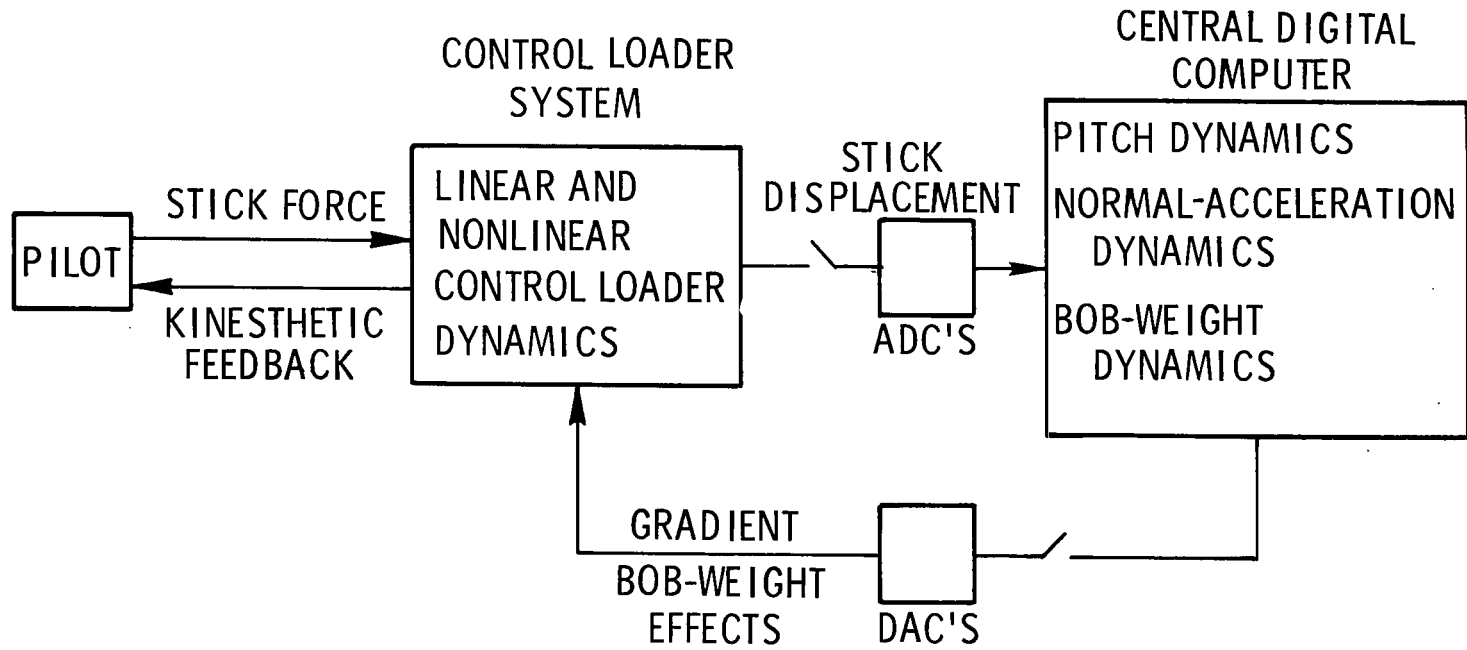 CENTRAL DIGITAL
COMPUTER
CONTROL LOADER
SYSTEM
PILOT
STICK FORCE
KINESTHETIC
FEEDBACK
LINEAR AND
NONLINEAR
CONTROL LOADER
DYNAMICS
STICK
DISPLACEMENT
ADC'S
PITCH DYNAMICS
NORMAL-ACCELERATION
DYNAMICS
BOB-WEIGHT
DYNAMICS
GRADIENT
BOB-WEIGHT
EFFECTS
DAC'S